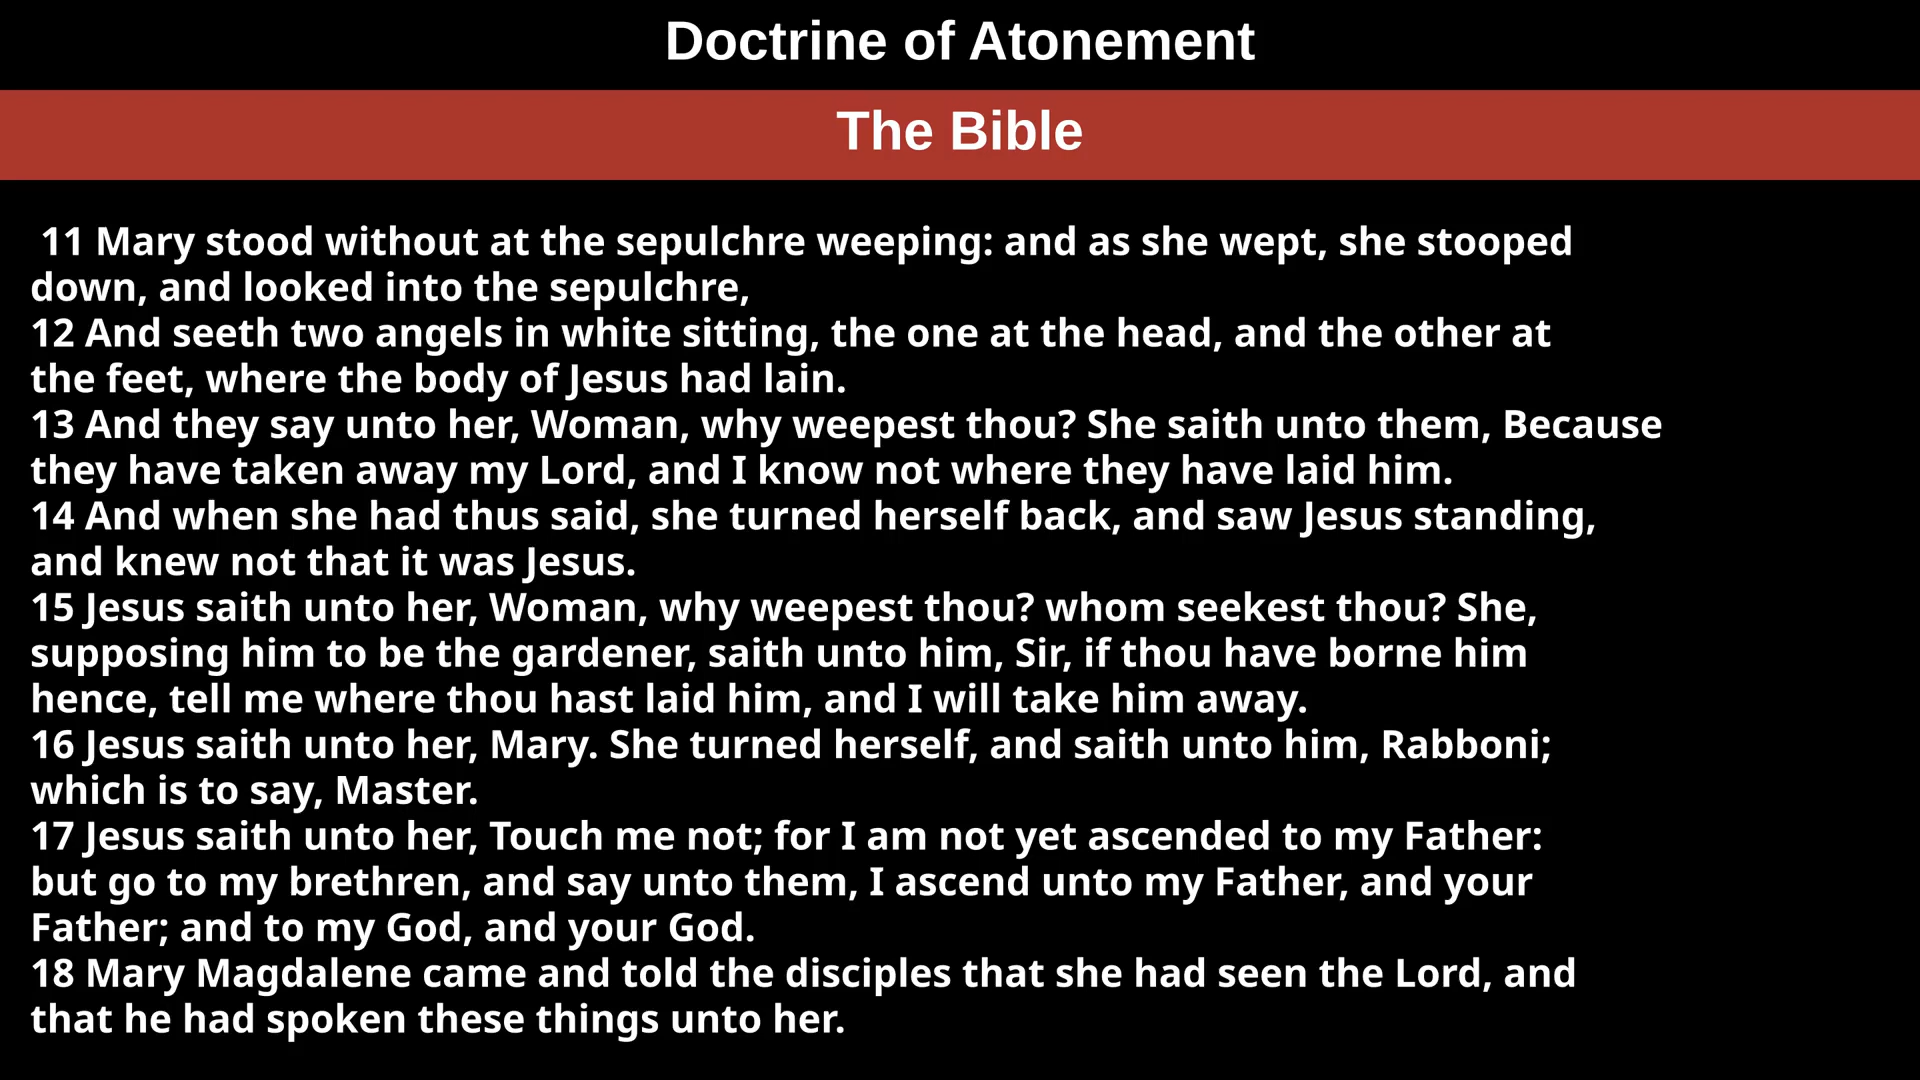 Doctrine of Atonement
The Bible
11 Mary stood without at the sepulchre weeping: and as she wept, she stooped
down, and looked into the sepulchre,
12 And seeth two angels in white sitting, the one at the head, and the other at
the feet, where the body of Jesus had lain.
13 And they say unto her, Woman, why weepest thou? She saith unto them, Because
they have taken away my Lord, and I know not where they have laid him.
14 And when she had thus said, she turned herself back, and saw Jesus standing,
and knew not that it was Jesus.
15 Jesus saith unto her, Woman, why weepest thou? whom seekest thou? She,
supposing him to be the gardener, saith unto him, Sir, if thou have borne him
hence, tell me where thou hast laid him, and I will take him away.
16 Jesus saith unto her, Mary. She turned herself, and saith unto him, Rabboni;
which is to say, Master.
17 Jesus saith unto her, Touch me not; for I am not yet ascended to my Father:
but go to my brethren, and say unto them, I ascend unto my Father, and your
Father; and to my God, and your God.
18 Mary Magdalene came and told the disciples that she had seen the Lord, and
that he had spoken these things unto her.